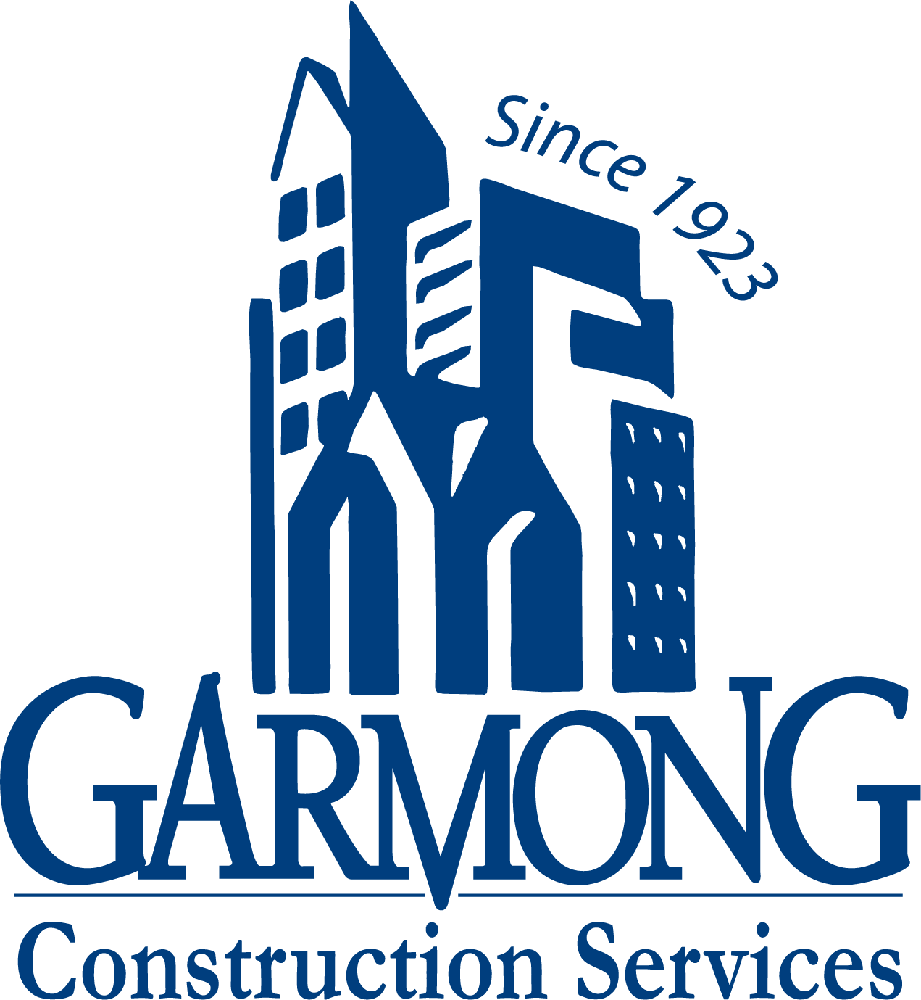 Since 1923
GARMONG
Construction Services